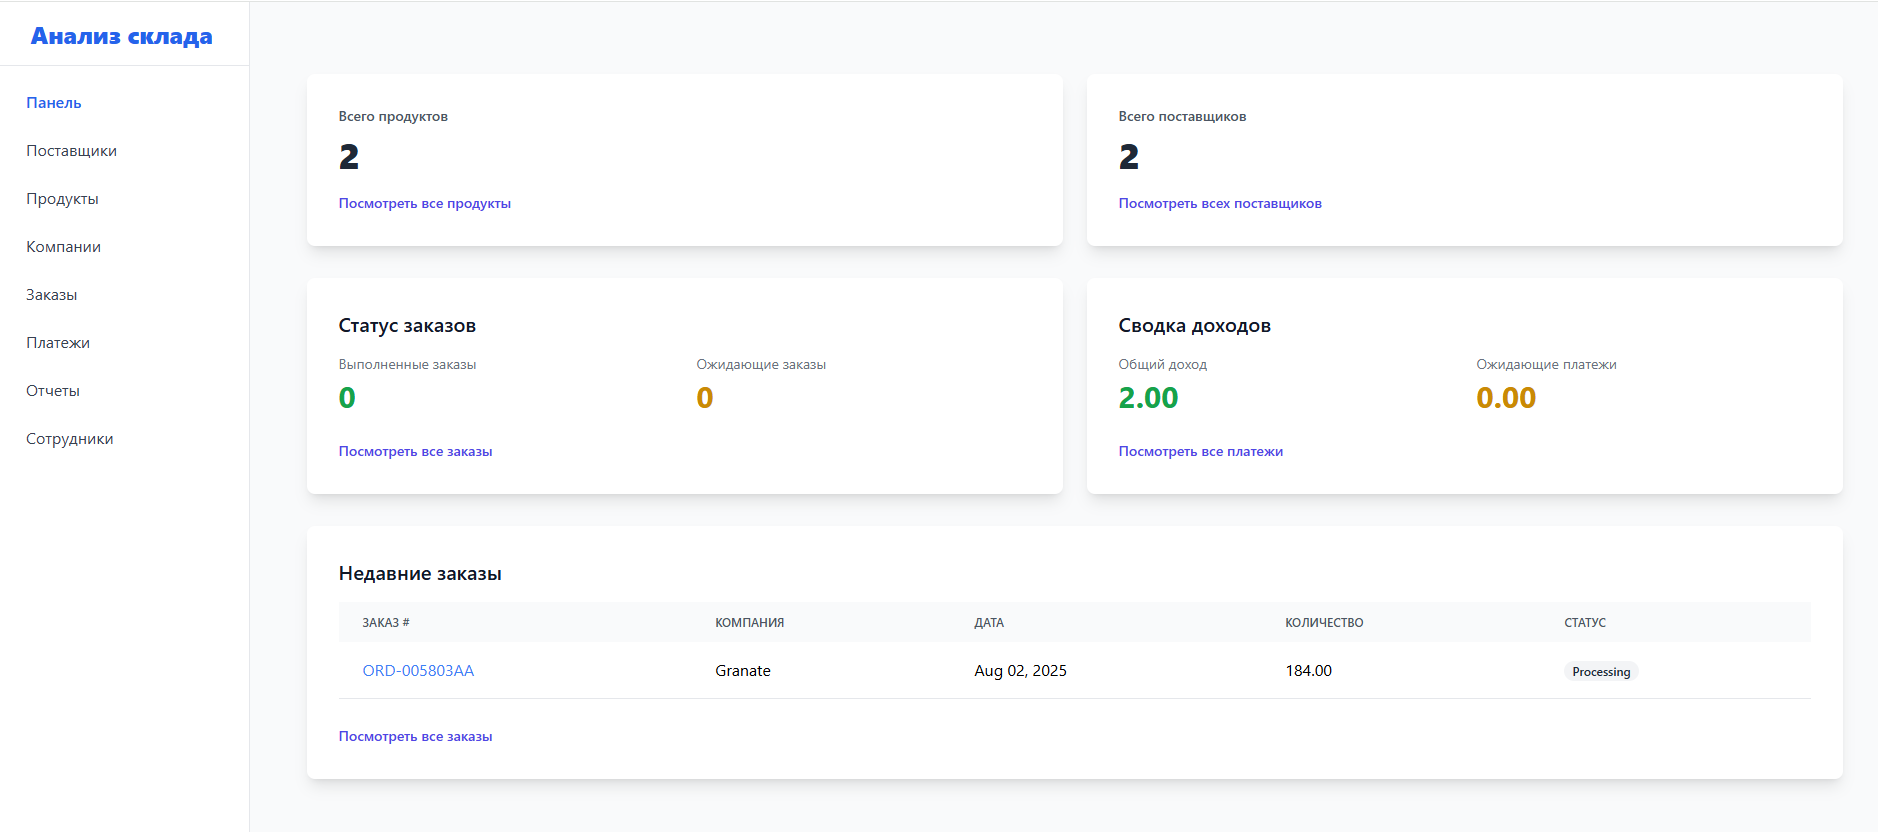 Анализ склада
Панель
Поставщики
Продукты
Компании
Заказы
Платежи
Отчеты
Сотрудники
Всего продуктов
2
Посмотреть все продукты
Всего поставщиков
2
Посмотреть всех поставщиков
Статус заказов
Выполненные заказы
0
Ожидающие заказы
0
Посмотреть все заказы
Сводка доходов
Общий доход
2.00
Ожидающие платежи
0.00
Посмотреть все платежи
Недавние заказы
ЗАКАЗ # КОМПАНИЯ ДАТА КОЛИЧЕСТВО СТАТУС
ORD-005803AA Granate Aug 02, 2025 184.00 Processing
Посмотреть все заказы